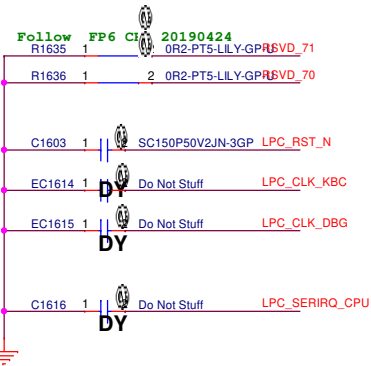 Follow FP6 20190424
R1635 1 0R2-PT5-LILY-GP-U RSVD_71
R1636 1 2 0R2-PT5-LILY-GP-U RSVD_70
C1603 1 SC150P50V2JN-3GP LPC_RST_N
EC1614 1 DY Do Not Stuff LPC_CLK_KBC
EC1615 1 Do Not Stuff LPC_CLK_DBG
DY
C1616 1 Do Not Stuff LPC_SERIRQ_CPU
DY